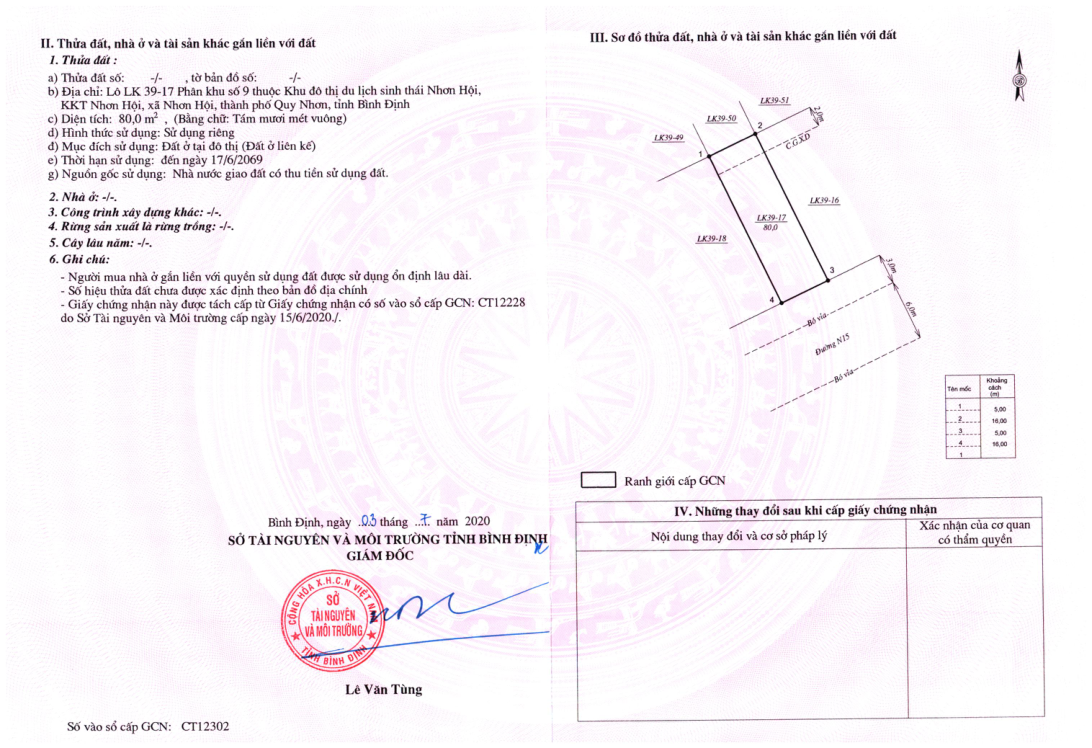 II. Thửa đất, nhà ở và tài sản khác gắn liền với đất
1. Thửa đất :
a) Thửa đất số: -/- , tờ bản đồ số: -/-
b) Địa chỉ: Lô LK 39-17 Phân khu số 9 thuộc Khu đô thị du lịch sinh thái Nhơn Hội,
KKT Nhơn Hội, xã Nhơn Hội, thành phố Quy Nhơn, tỉnh Bình Định
c) Diện tích: 80,0 m² , (Bằng chữ: Tám mươi mét vuông)
d) Hình thức sử dụng: Sử dụng riêng
đ) Mục đích sử dụng: Đất ở tại đô thị (Đất ở liên kế)
e) Thời hạn sử dụng: đến ngày 17/6/2069
g) Nguồn gốc sử dụng: Nhà nước giao đất có thu tiền sử dụng đất.
2. Nhà ở: -/-.
3. Công trình xây dựng khác: -/-.
4. Rừng sản xuất là rừng trồng: -/-.
5. Cây lâu năm: -/-.
6. Ghi chú:
- Người mua nhà ở gắn liền với quyền sử dụng đất được sử dụng ổn định lâu dài.
- Số hiệu thửa đất chưa được xác định theo bản đồ địa chính
- Giấy chứng nhận này được tách cấp từ Giấy chứng nhận có số vào sổ cấp GCN: CT12228
do Sở Tài nguyên và Môi trường cấp ngày 15/6/2020./.
Bình Định, ngày 03 tháng 7 năm 2020
SỞ TÀI NGUYÊN VÀ MÔI TRƯỜNG TỈNH BÌNH ĐỊNH
GIÁM ĐỐC
CỘNG HÒA X.H.C.N VIỆT NAM
SỞ
TÀI NGUYÊN
VÀ MÔI TRƯỜNG
TỈNH BÌNH ĐỊNH
Lê Văn Tùng
Số vào sổ cấp GCN: CT12302
III. Sơ đồ thửa đất, nhà ở và tài sản khác gắn liền với đất
LK39-51
LK39-50
2,0m
LK39-49
2
C.G.X.D
1
LK39-16
LK39-17
80,0
LK39-18
3
3,0m
4
6,0m
Bó vỉa
Đường N15
Bó vỉa
Tên mốc
Khoảng
cách
(m)
1
5,00
2
16,00
3
5,00
4
16,00
1
Ranh giới cấp GCN
IV. Những thay đổi sau khi cấp giấy chứng nhận
Nội dung thay đổi và cơ sở pháp lý
Xác nhận của cơ quan
có thẩm quyền